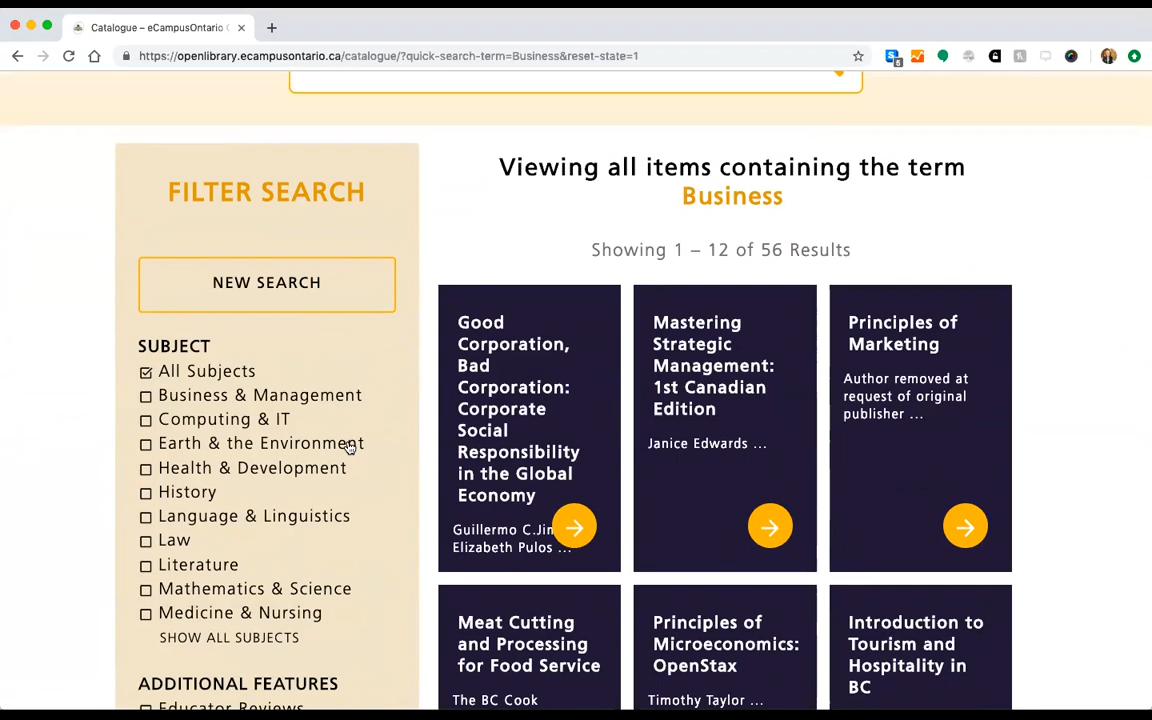 Catalogue – eCampusOntario
https://openlibrary.ecampusontario.ca/catalogue/?quick-search-term=Business&reset-state=1
5
FILTER SEARCH
NEW SEARCH
SUBJECT
All Subjects
Business & Management
Computing & IT
Earth & the Environment
Health & Development
History
Language & Linguistics
Law
Literature
Mathematics & Science
Medicine & Nursing
SHOW ALL SUBJECTS
ADDITIONAL FEATURES
Educator Reviews
Viewing all items containing the term
Business
Showing 1 – 12 of 56 Results
Good
Corporation,
Bad
Corporation:
Corporate
Social
Responsibility
in the Global
Economy
Guillermo
Elizabeth Pulos ...
Mastering
Strategic
Management:
1st Canadian
Edition
Janice Edwards ...
Principles of
Marketing
Author removed at
request of original
publisher ...
Meat Cutting
and Processing
for Food Service
The BC Cook
Principles of
Microeconomics:
OpenStax
Timothy Taylor ...
Introduction to
Tourism and
Hospitality in
BC